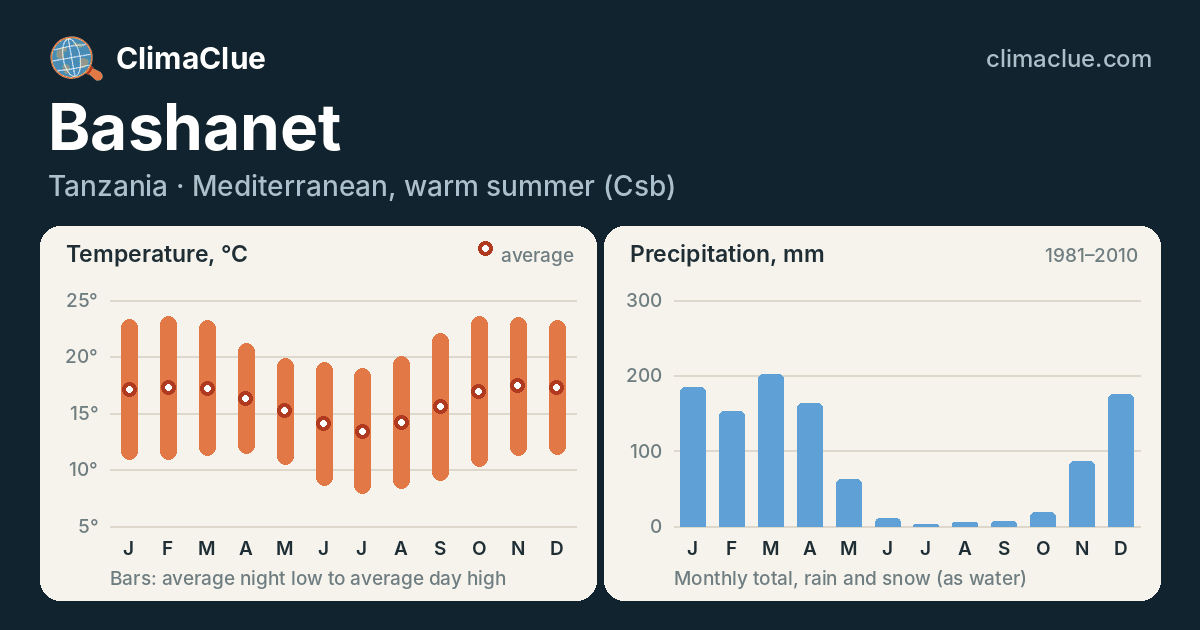 ClimaClue
climaclue.com
Bashanet
Tanzania · Mediterranean, warm summer (Csb)
Temperature, °C
average
25°
20°
15°
10°
5°
J F M A M J J A S O N D
Bars: average night low to average day high
Precipitation, mm
1981–2010
300
200
100
0
J F M A M J J A S O N D
Monthly total, rain and snow (as water)